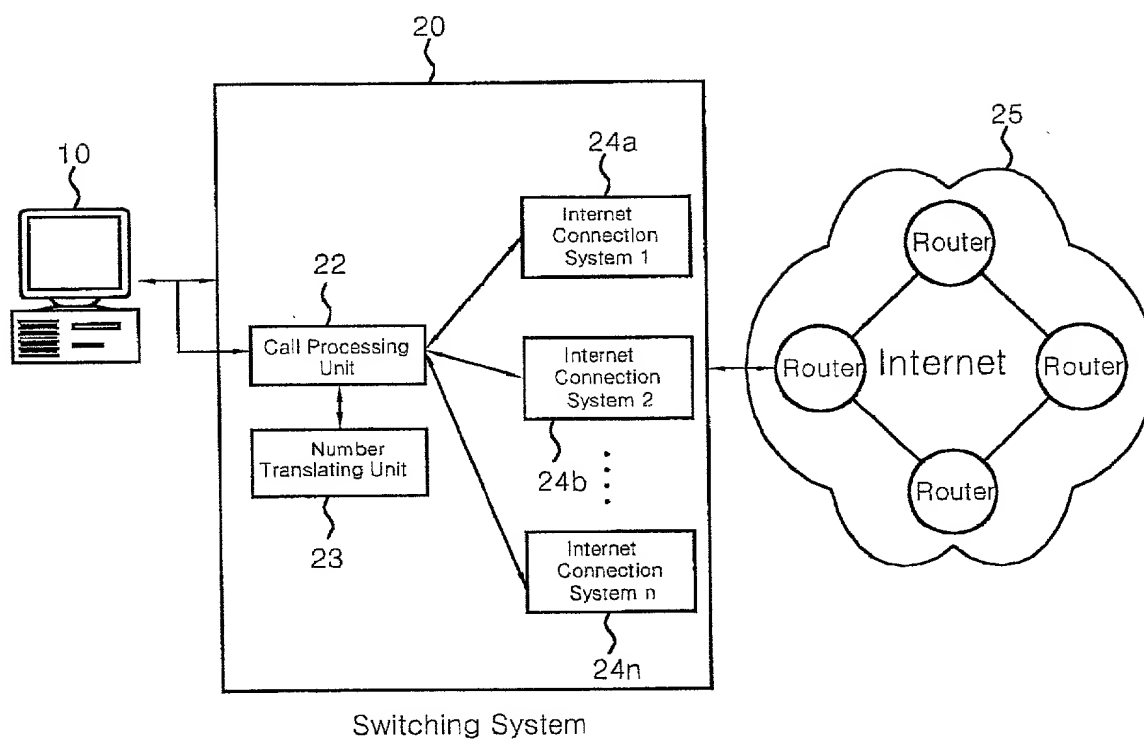 20
25
10
24a
Internet
Connection
System 1
Router
22
Call Processing
Unit
Internet
Connection
System 2
Router
Internet
Router
Number
Translating Unit
24b
Router
23
Internet
Connection
System n
24n
Switching System